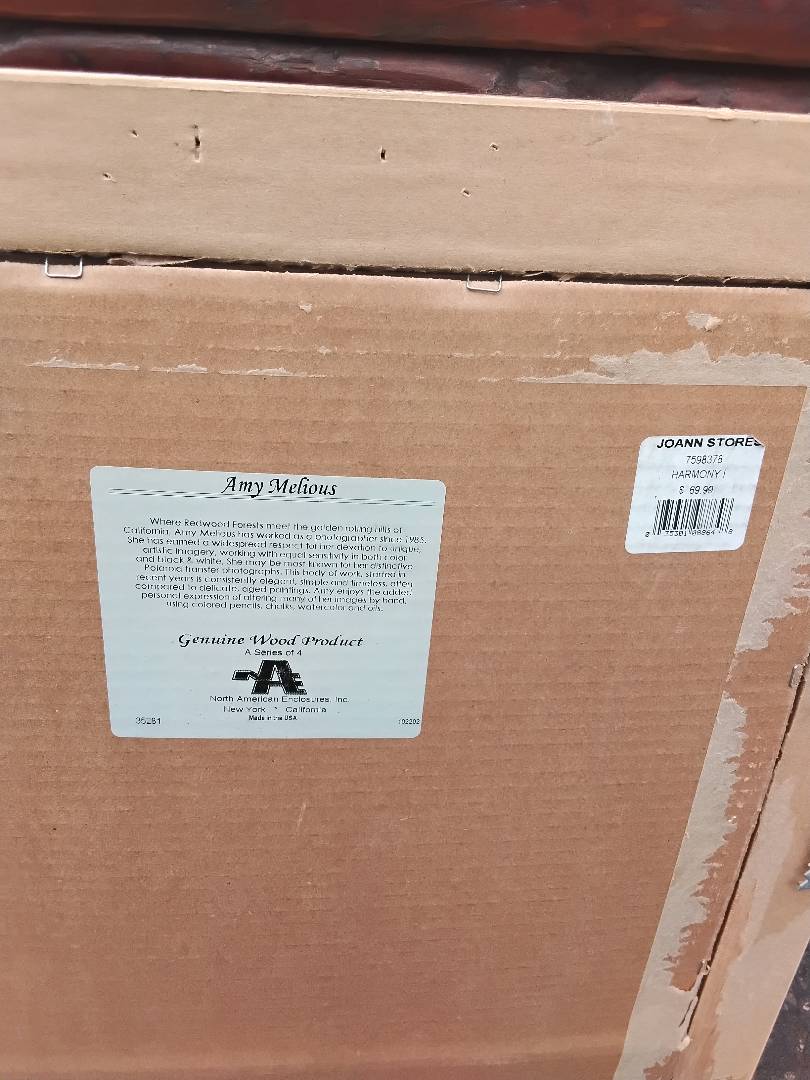 Amy Melious
Where Redwood Forests meet the golden rolling hills of
California, Amy Melious has worked as a photographer since 1985.
She has earned a widespread respect for her devotion to unique,
artistic imagery, working with equal sensitivity in both color
and black & white. She may be most known for her distinctive
Polaroid transfer photographs. This body of work, started in
recent years is consistently elegant, simple and timeless, often
compared to delicate, aged paintings. Amy enjoys the added
personal expression of altering many of her images by hand,
using colored pencils, chalks, watercolor and oils.
Genuine Wood Product
A Series of 4
NAE
North American Enclosures, Inc.
New York * California
Made in the USA
35281
102202
JOANN STORES
7598378
HARMONY I
$ 69.99